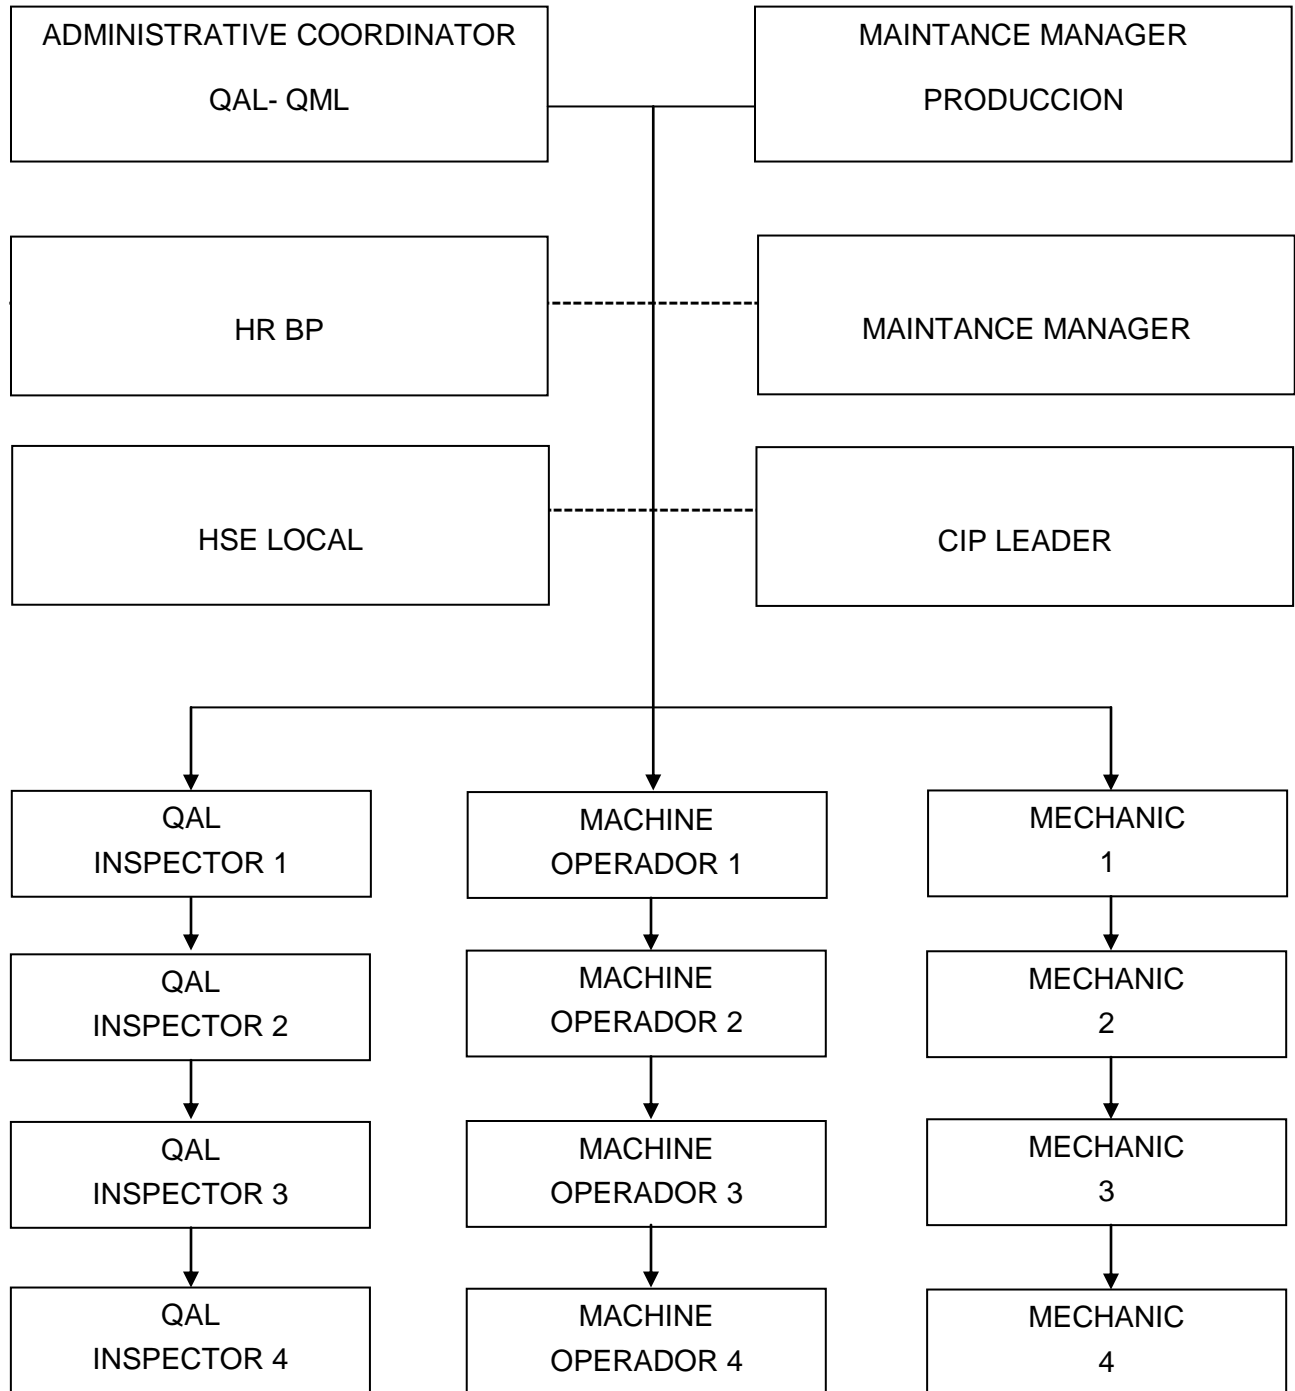 ADMINISTRATIVE COORDINATOR
QAL- QML
MAINTANCE MANAGER
PRODUCCION
HR BP
MAINTANCE MANAGER
HSE LOCAL
CIP LEADER
QAL
INSPECTOR 1
MACHINE
OPERADOR 1
MECHANIC
1
QAL
INSPECTOR 2
MACHINE
OPERADOR 2
MECHANIC
2
QAL
INSPECTOR 3
MACHINE
OPERADOR 3
MECHANIC
3
QAL
INSPECTOR 4
MACHINE
OPERADOR 4
MECHANIC
4